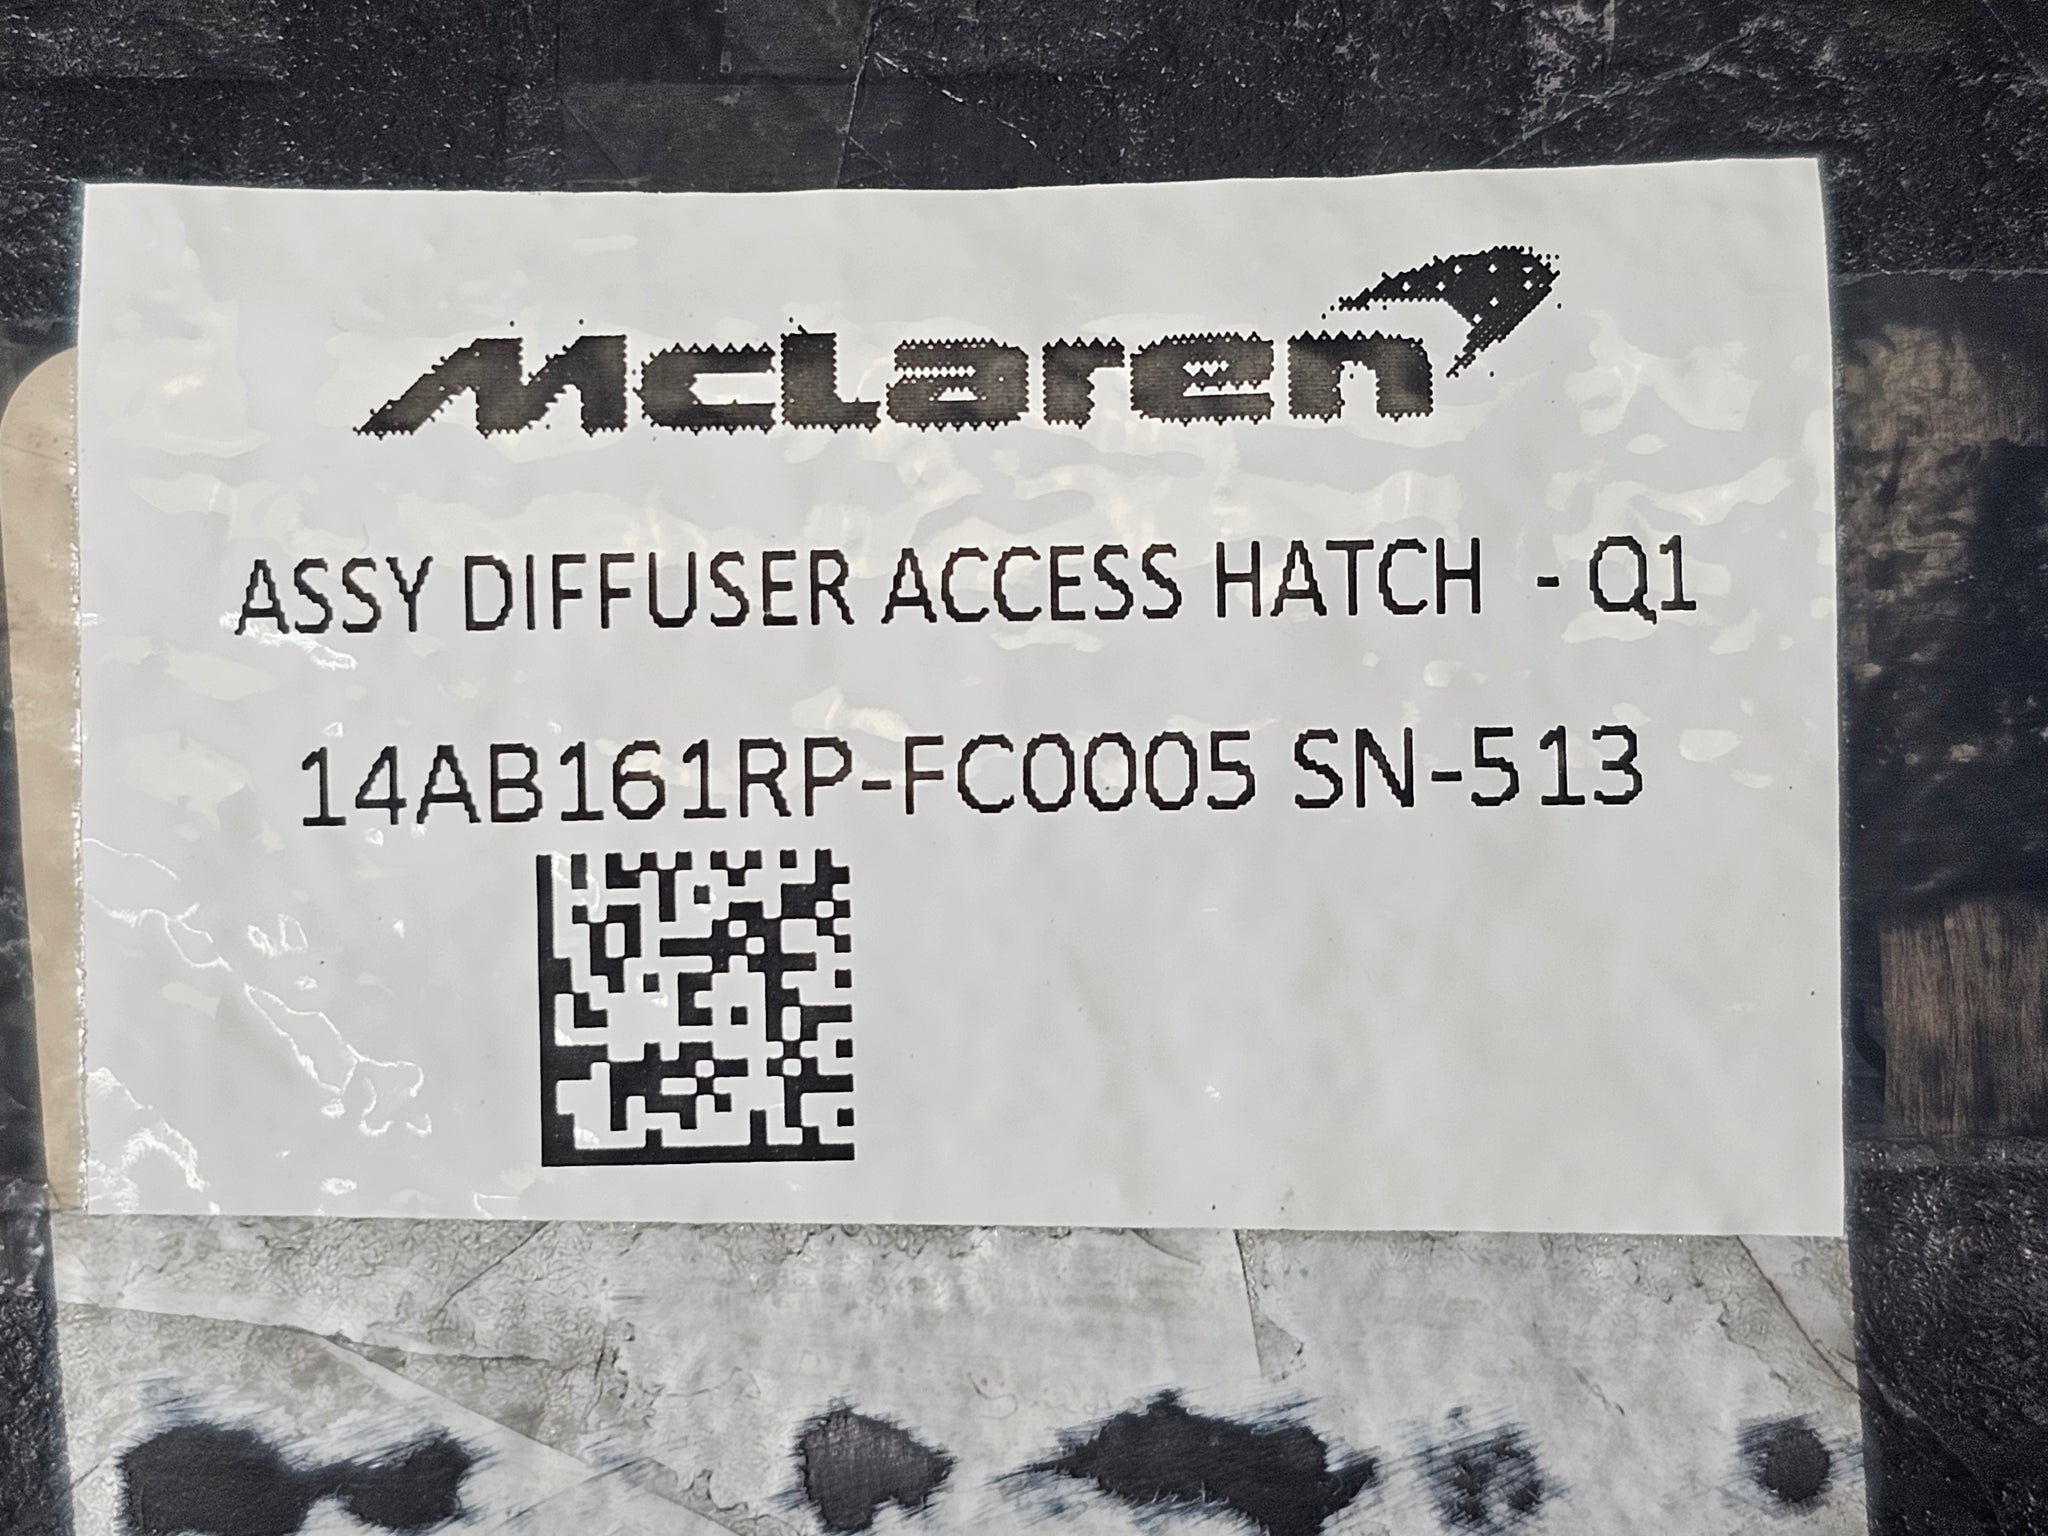 McLaren
ASSY DIFFUSER ACCESS HATCH - Q1
14AB161RP-FC0005 SN-513